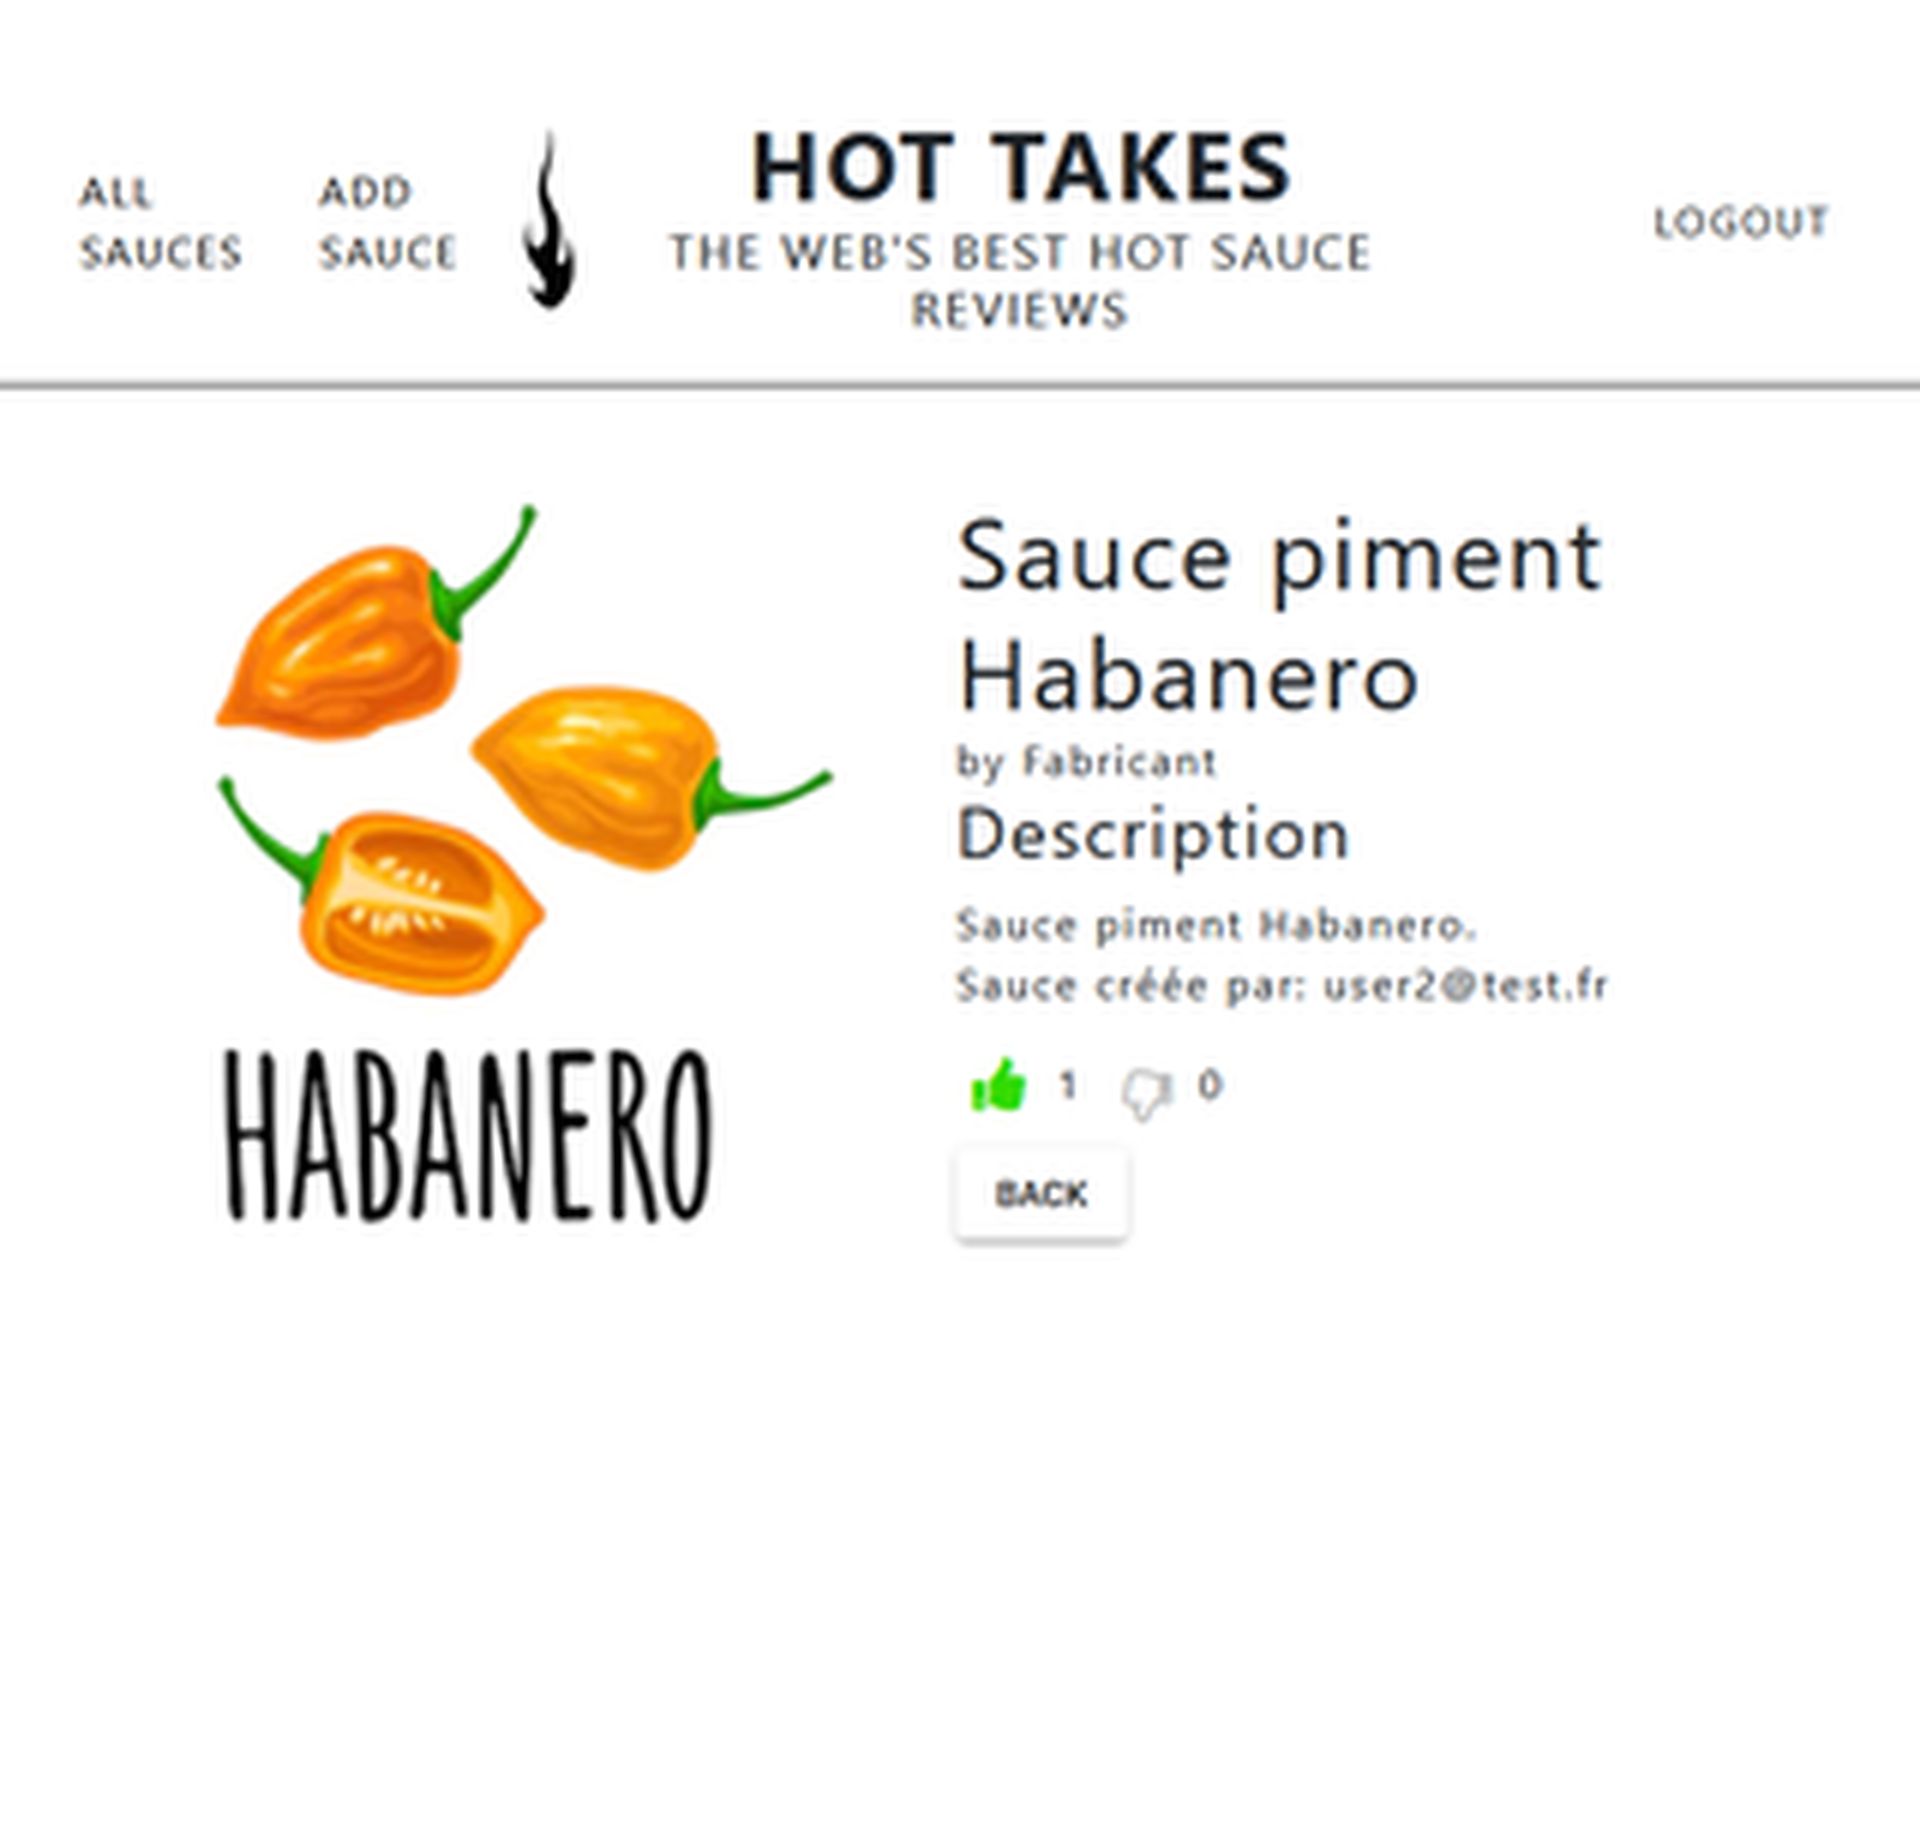 ALL
SAUCES
ADD
SAUCE
HOT TAKES
THE WEB'S BEST HOT SAUCE
REVIEWS
LOGOUT
HABANERO
Sauce piment
Habanero
by Fabricant
Description
Sauce piment Habanero.
Sauce créée par: user2@test.fr
1 0
BACK